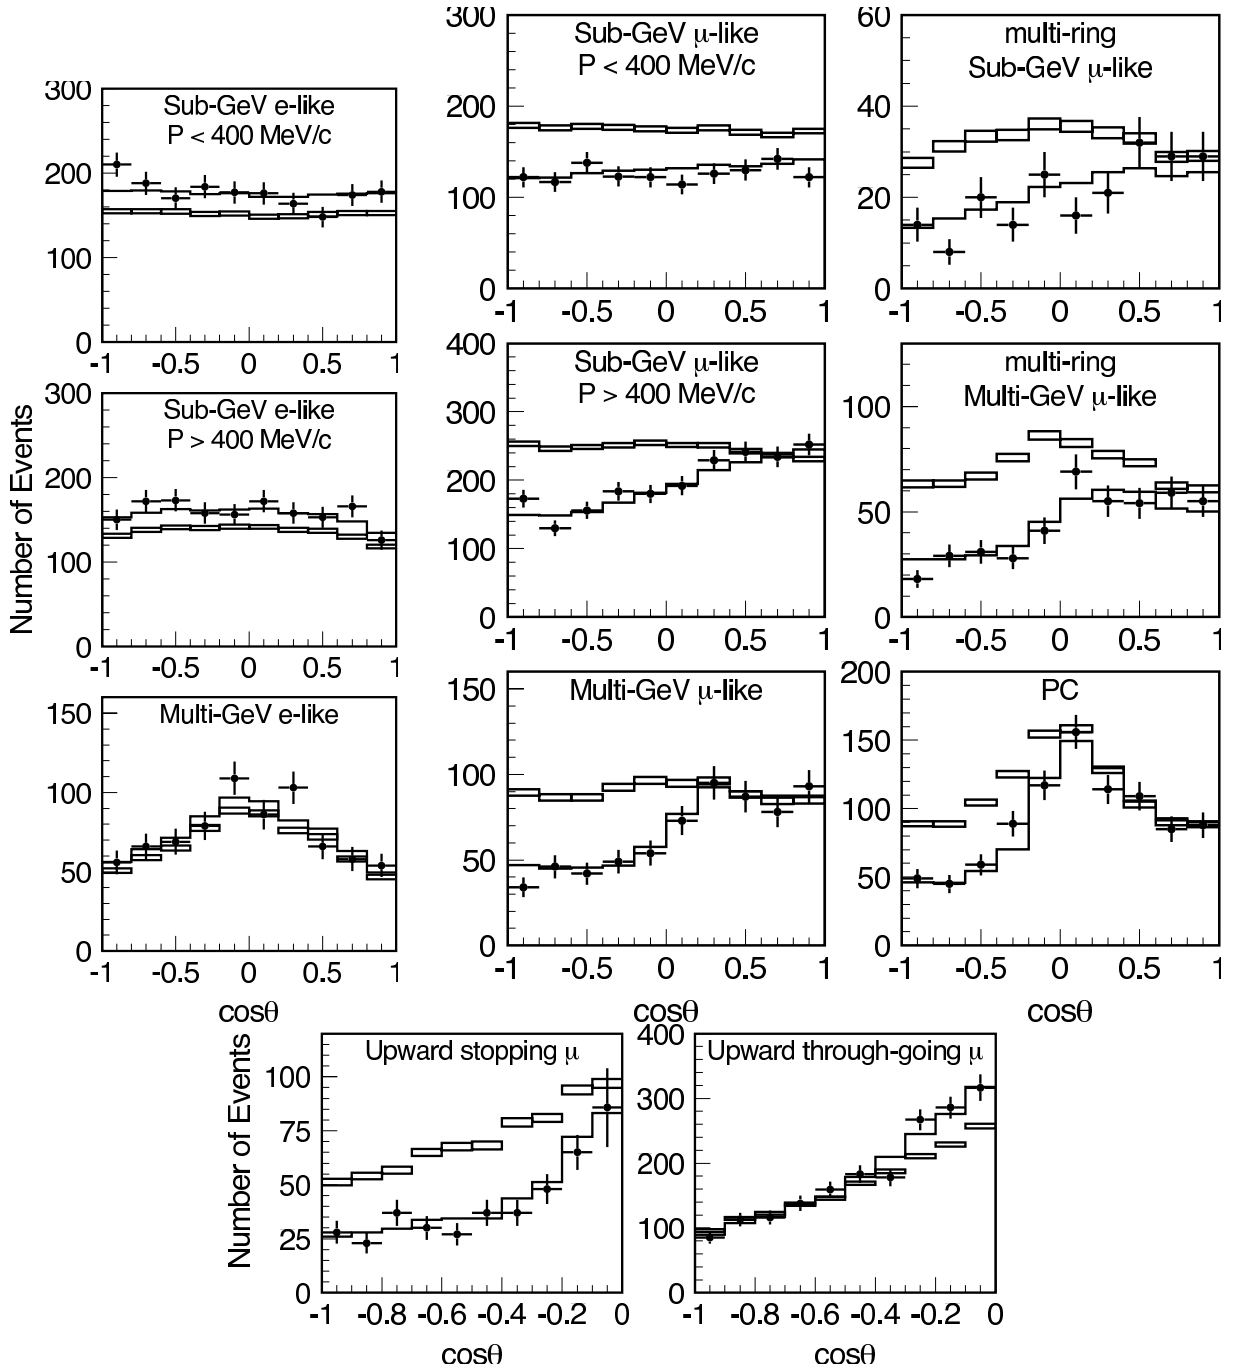 300
200
100
0
Sub-GeV e-like
P < 400 MeV/c
-1 -0.5 0 0.5 1
300
200
100
0
Sub-GeV μ-like
P < 400 MeV/c
-1 -0.5 0 0.5 1
60
40
20
0
multi-ring
Sub-GeV μ-like
-1 -0.5 0 0.5 1
Number of Events
300
200
100
0
Sub-GeV e-like
P > 400 MeV/c
-1 -0.5 0 0.5 1
400
300
200
100
0
Sub-GeV μ-like
P > 400 MeV/c
-1 -0.5 0 0.5 1
100
50
0
multi-ring
Multi-GeV μ-like
-1 -0.5 0 0.5 1
150
100
50
0
Multi-GeV e-like
-1 -0.5 0 0.5 1
cosθ
150
100
50
0
Multi-GeV μ-like
-1 -0.5 0 0.5 1
cosθ
200
150
100
50
0
PC
-1 -0.5 0 0.5 1
cosθ
Number of Events
100
75
50
25
0
Upward stopping μ
-1 -0.8 -0.6 -0.4 -0.2 0
cosθ
400
300
200
100
0
Upward through-going μ
-1 -0.8 -0.6 -0.4 -0.2 0
cosθ